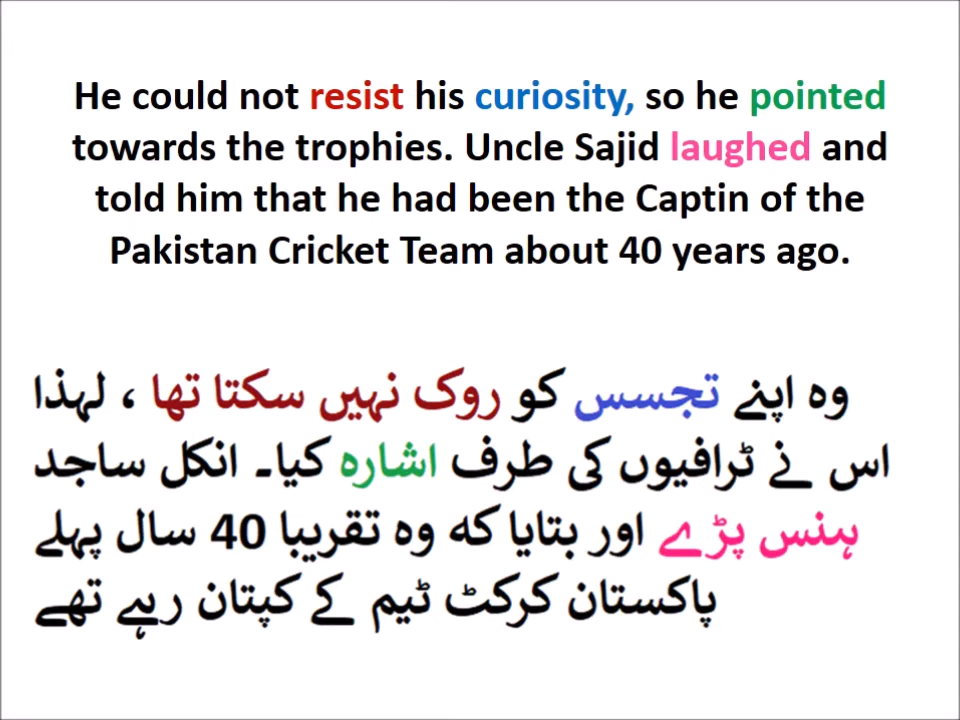 He could not resist his curiosity, so he pointed
towards the trophies. Uncle Sajid laughed and
told him that he had been the Captin of the
Pakistan Cricket Team about 40 years ago.
وہ اپنے تجسس کو روک نہیں سکتا تھا ، لہذا
اس نے ٹرافیوں کی طرف اشارہ کیا۔ انکل ساجد
ہنس پڑے اور بتایا کہ وہ تقریبا 40 سال پہلے
پاکستان کرکٹ ٹیم کے کپتان رہے تھے